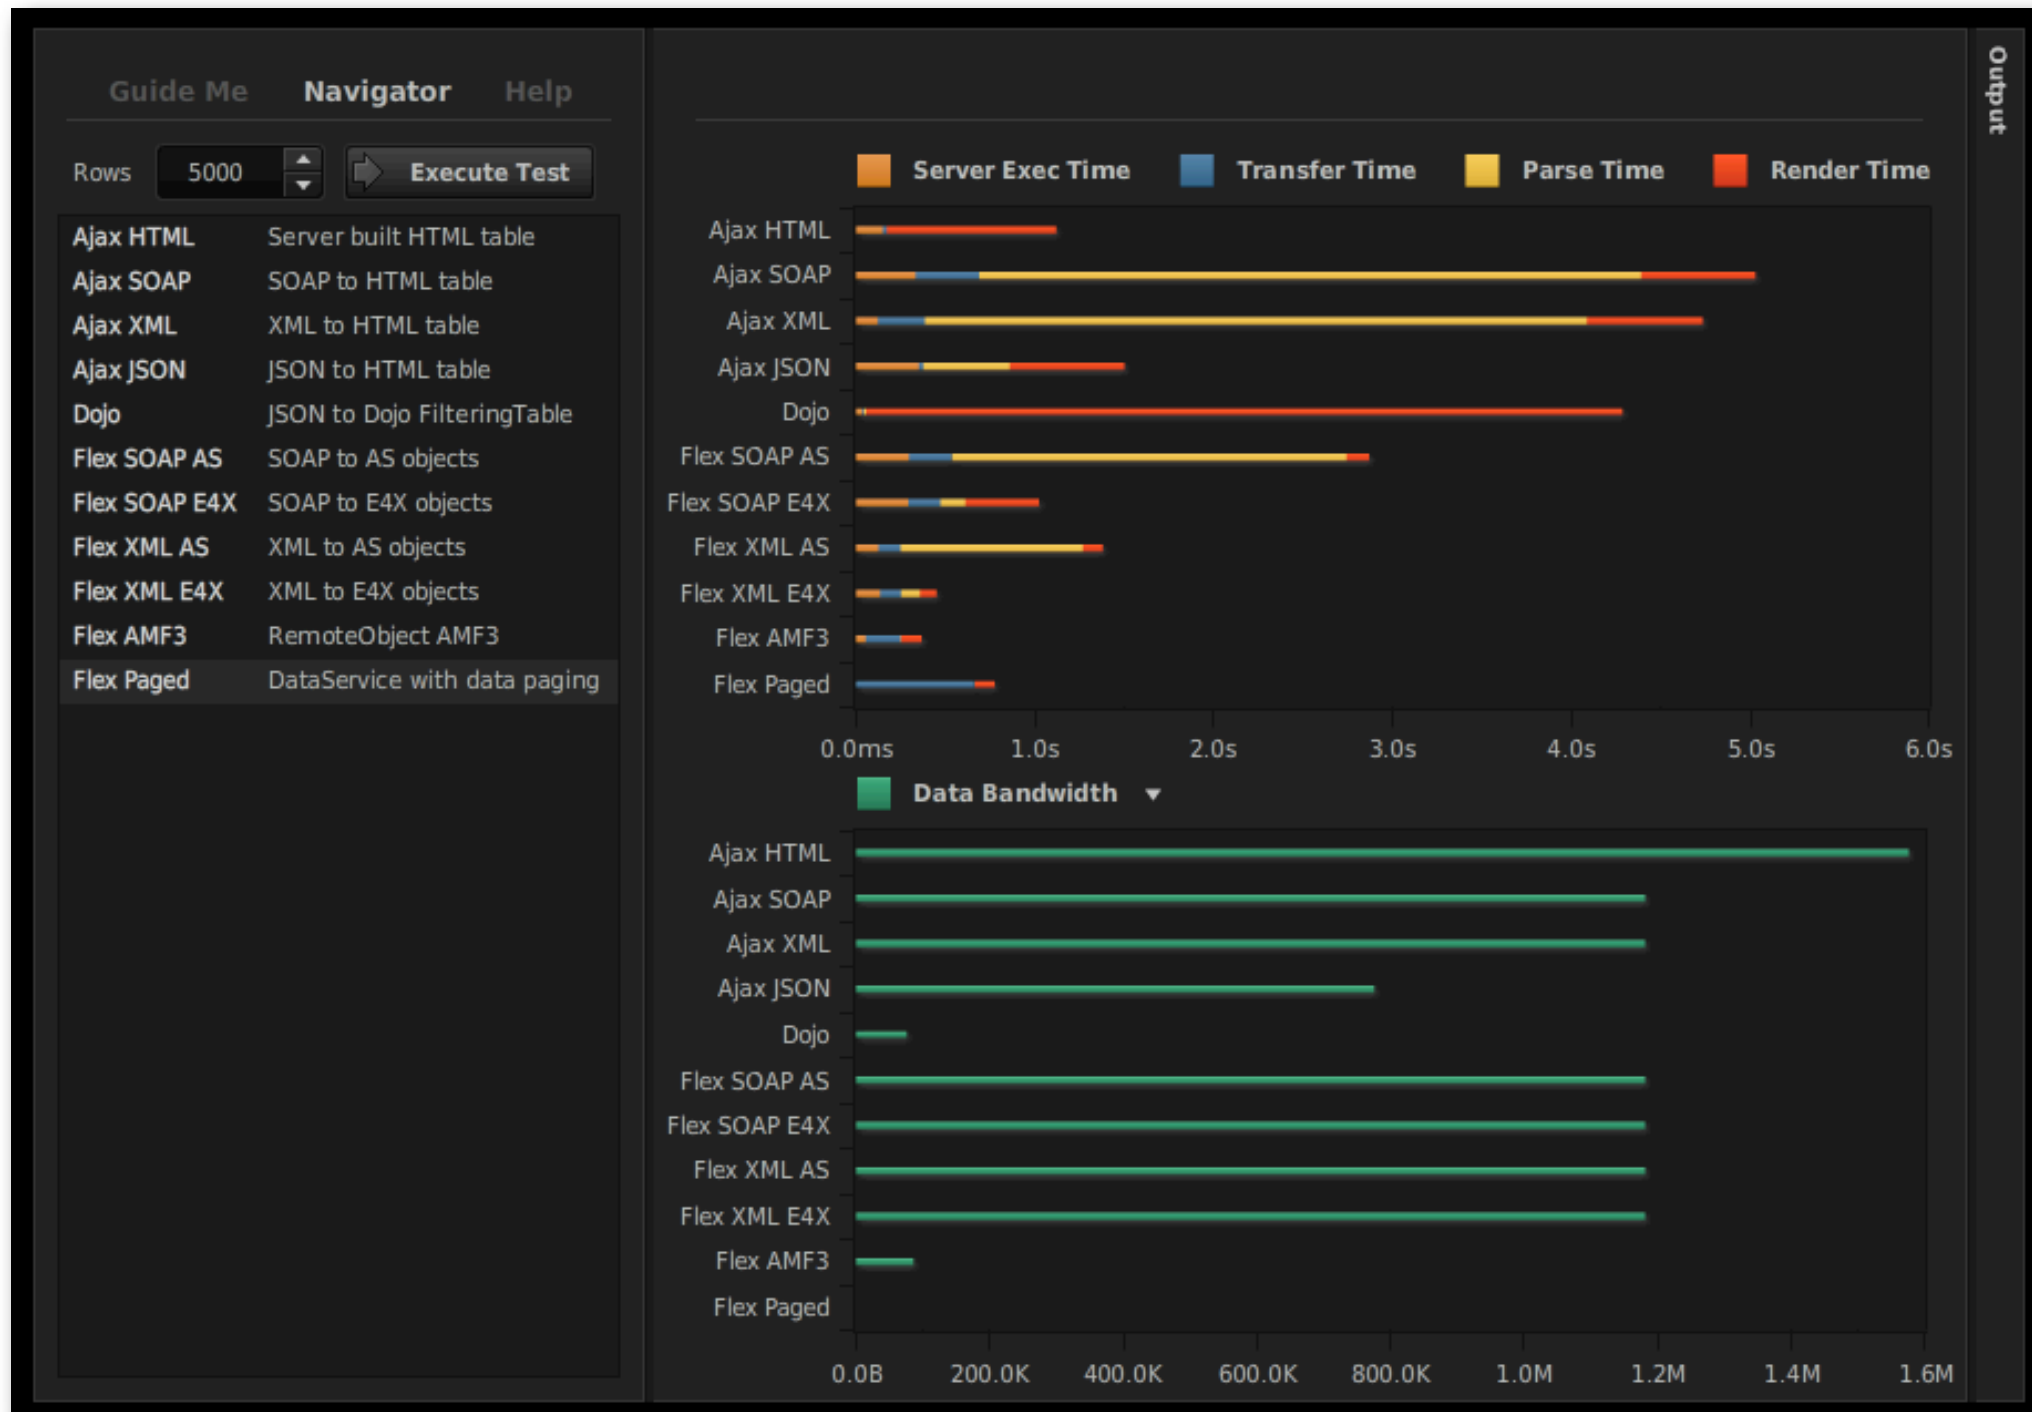 Guide Me Navigator Help
Rows 5000 Execute Test
Ajax HTML Server built HTML table
Ajax SOAP SOAP to HTML table
Ajax XML XML to HTML table
Ajax JSON JSON to HTML table
Dojo JSON to Dojo FilteringTable
Flex SOAP AS SOAP to AS objects
Flex SOAP E4X SOAP to E4X objects
Flex XML AS XML to AS objects
Flex XML E4X XML to E4X objects
Flex AMF3 RemoteObject AMF3
Flex Paged DataService with data paging
Server Exec Time Transfer Time Parse Time Render Time
Ajax HTML
Ajax SOAP
Ajax XML
Ajax JSON
Dojo
Flex SOAP AS
Flex SOAP E4X
Flex XML AS
Flex XML E4X
Flex AMF3
Flex Paged
0.0ms 1.0s 2.0s 3.0s 4.0s 5.0s 6.0s
Data Bandwidth
Ajax HTML
Ajax SOAP
Ajax XML
Ajax JSON
Dojo
Flex SOAP AS
Flex SOAP E4X
Flex XML AS
Flex XML E4X
Flex AMF3
Flex Paged
0.0B 200.0K 400.0K 600.0K 800.0K 1.0M 1.2M 1.4M 1.6M
Output